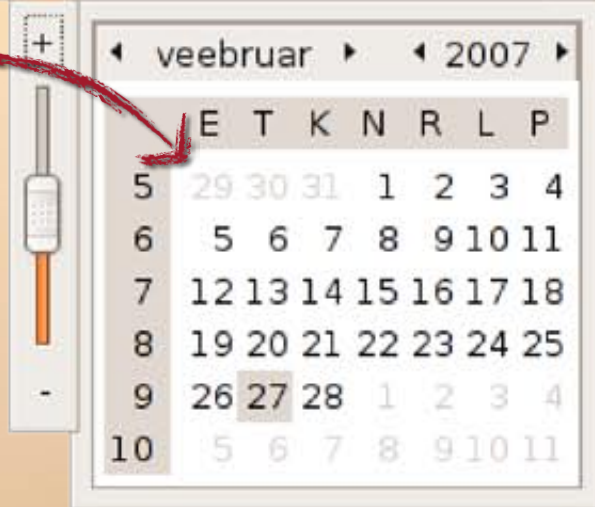 +
veebruar 2007
E T K N R L P
5 29 30 31 1 2 3 4
6 5 6 7 8 9 10 11
7 12 13 14 15 16 17 18
8 19 20 21 22 23 24 25
9 26 27 28 1 2 3 4
10 5 6 7 8 9 10 11
-